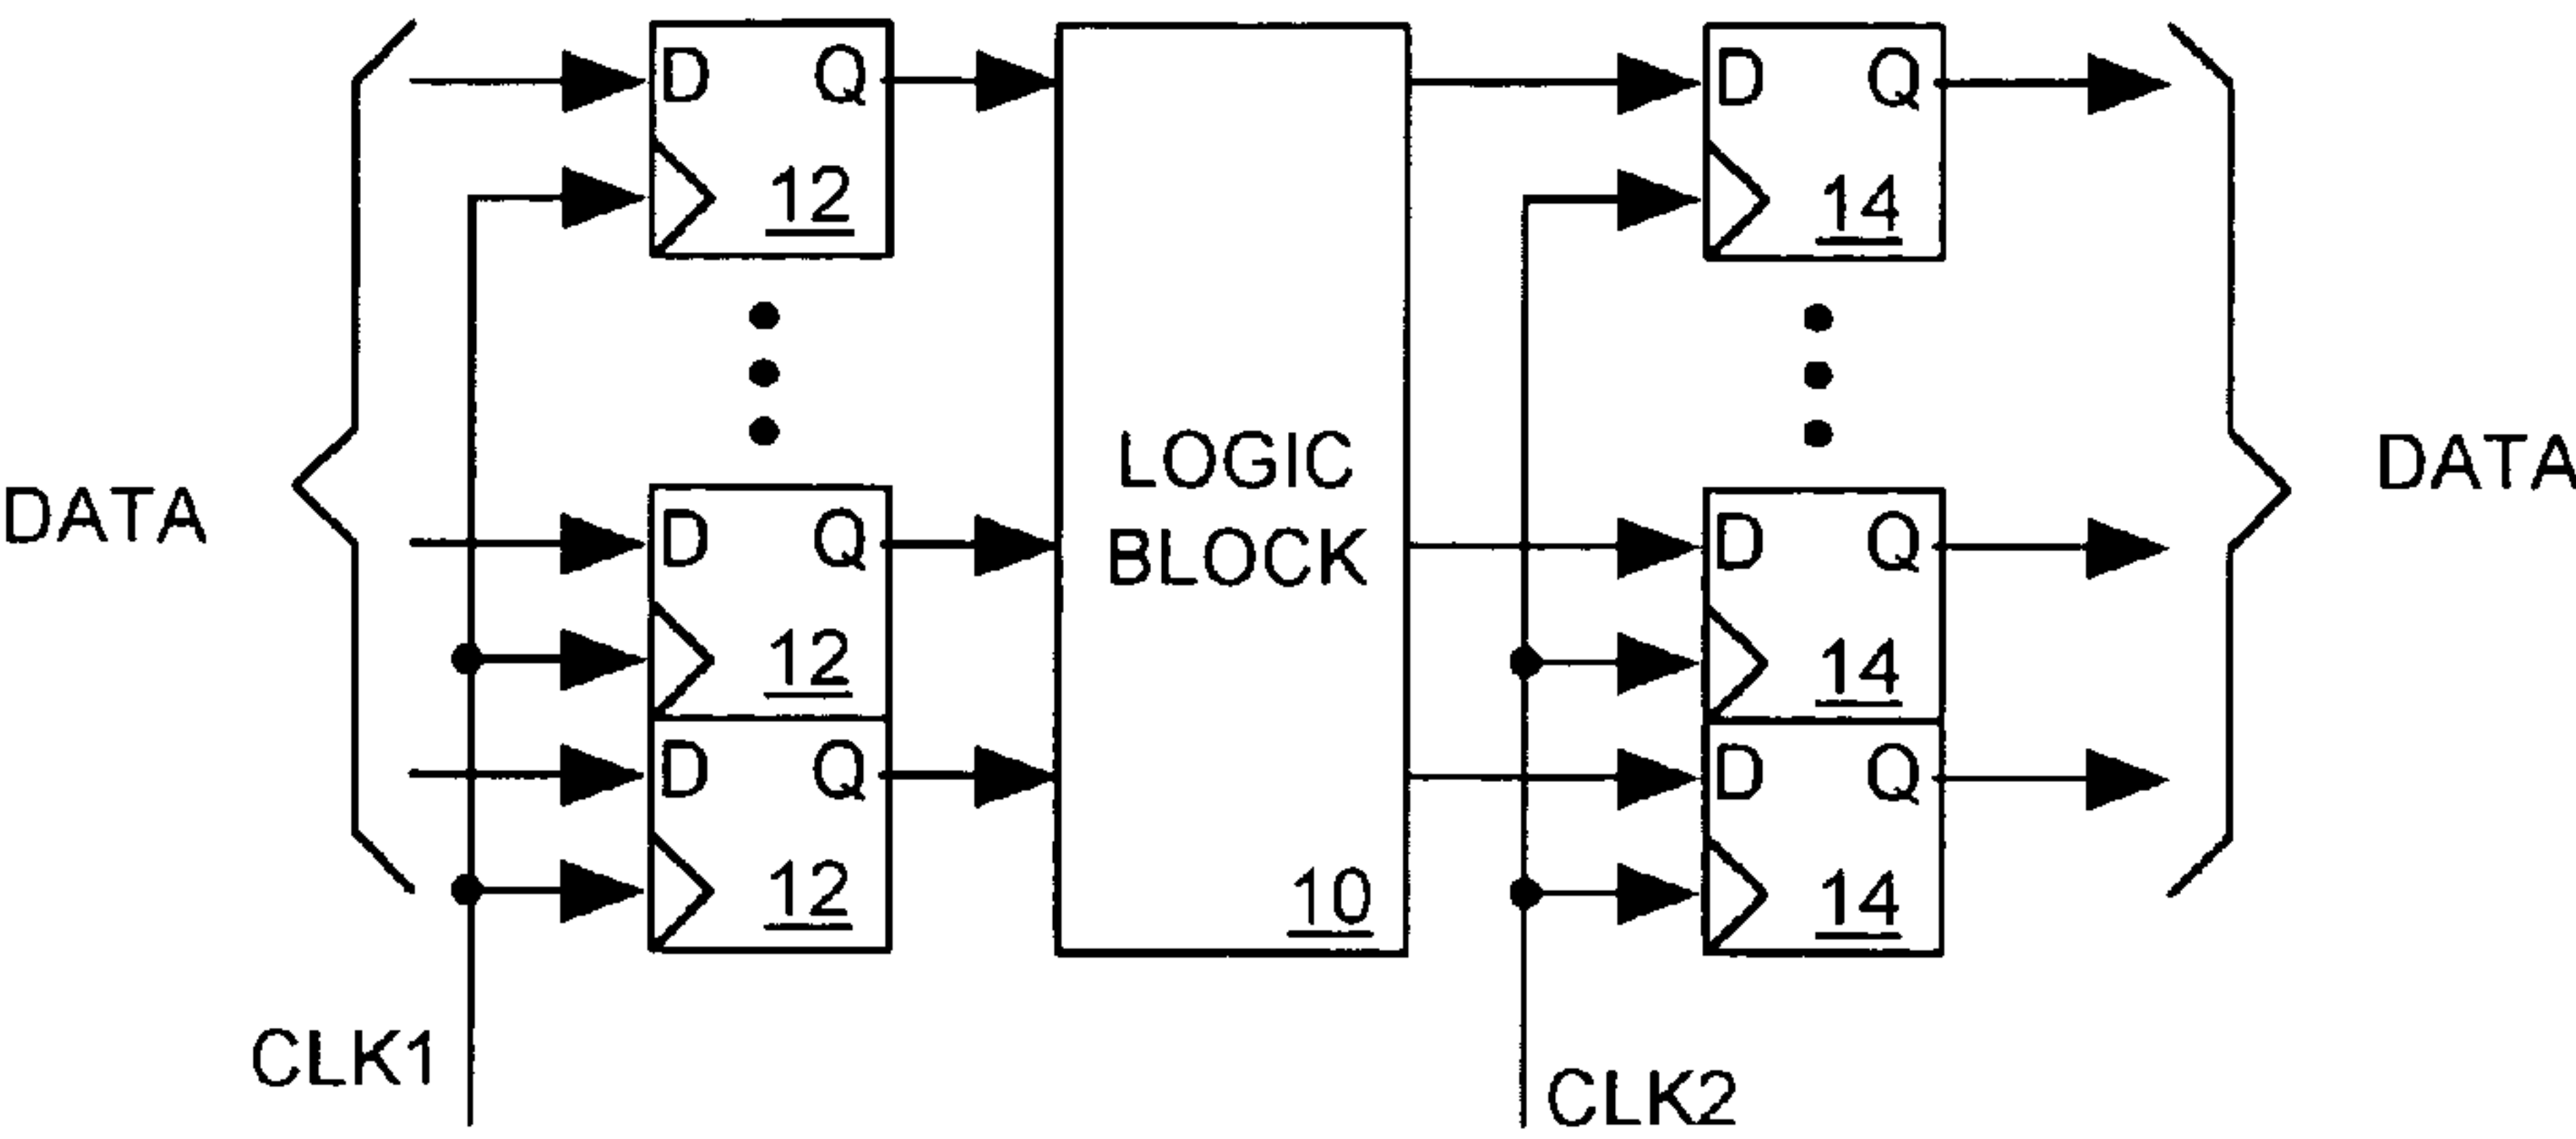 D Q D Q
12 14
LOGIC
BLOCK
DATA DATA
D Q D Q
12 14
D Q D Q
12 10 14
CLK1 CLK2